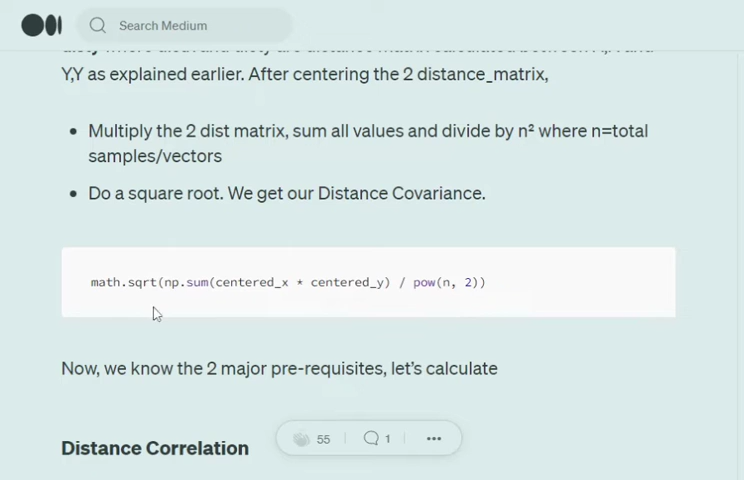 Search Medium
Y,Y as explained earlier. After centering the 2 distance_matrix,
Multiply the 2 dist matrix, sum all values and divide by n² where n=total
samples/vectors
Do a square root. We get our Distance Covariance.
math.sqrt(np.sum(centered_x * centered_y) / pow(n, 2))
Now, we know the 2 major pre-requisites, let's calculate
55
1
Distance Correlation